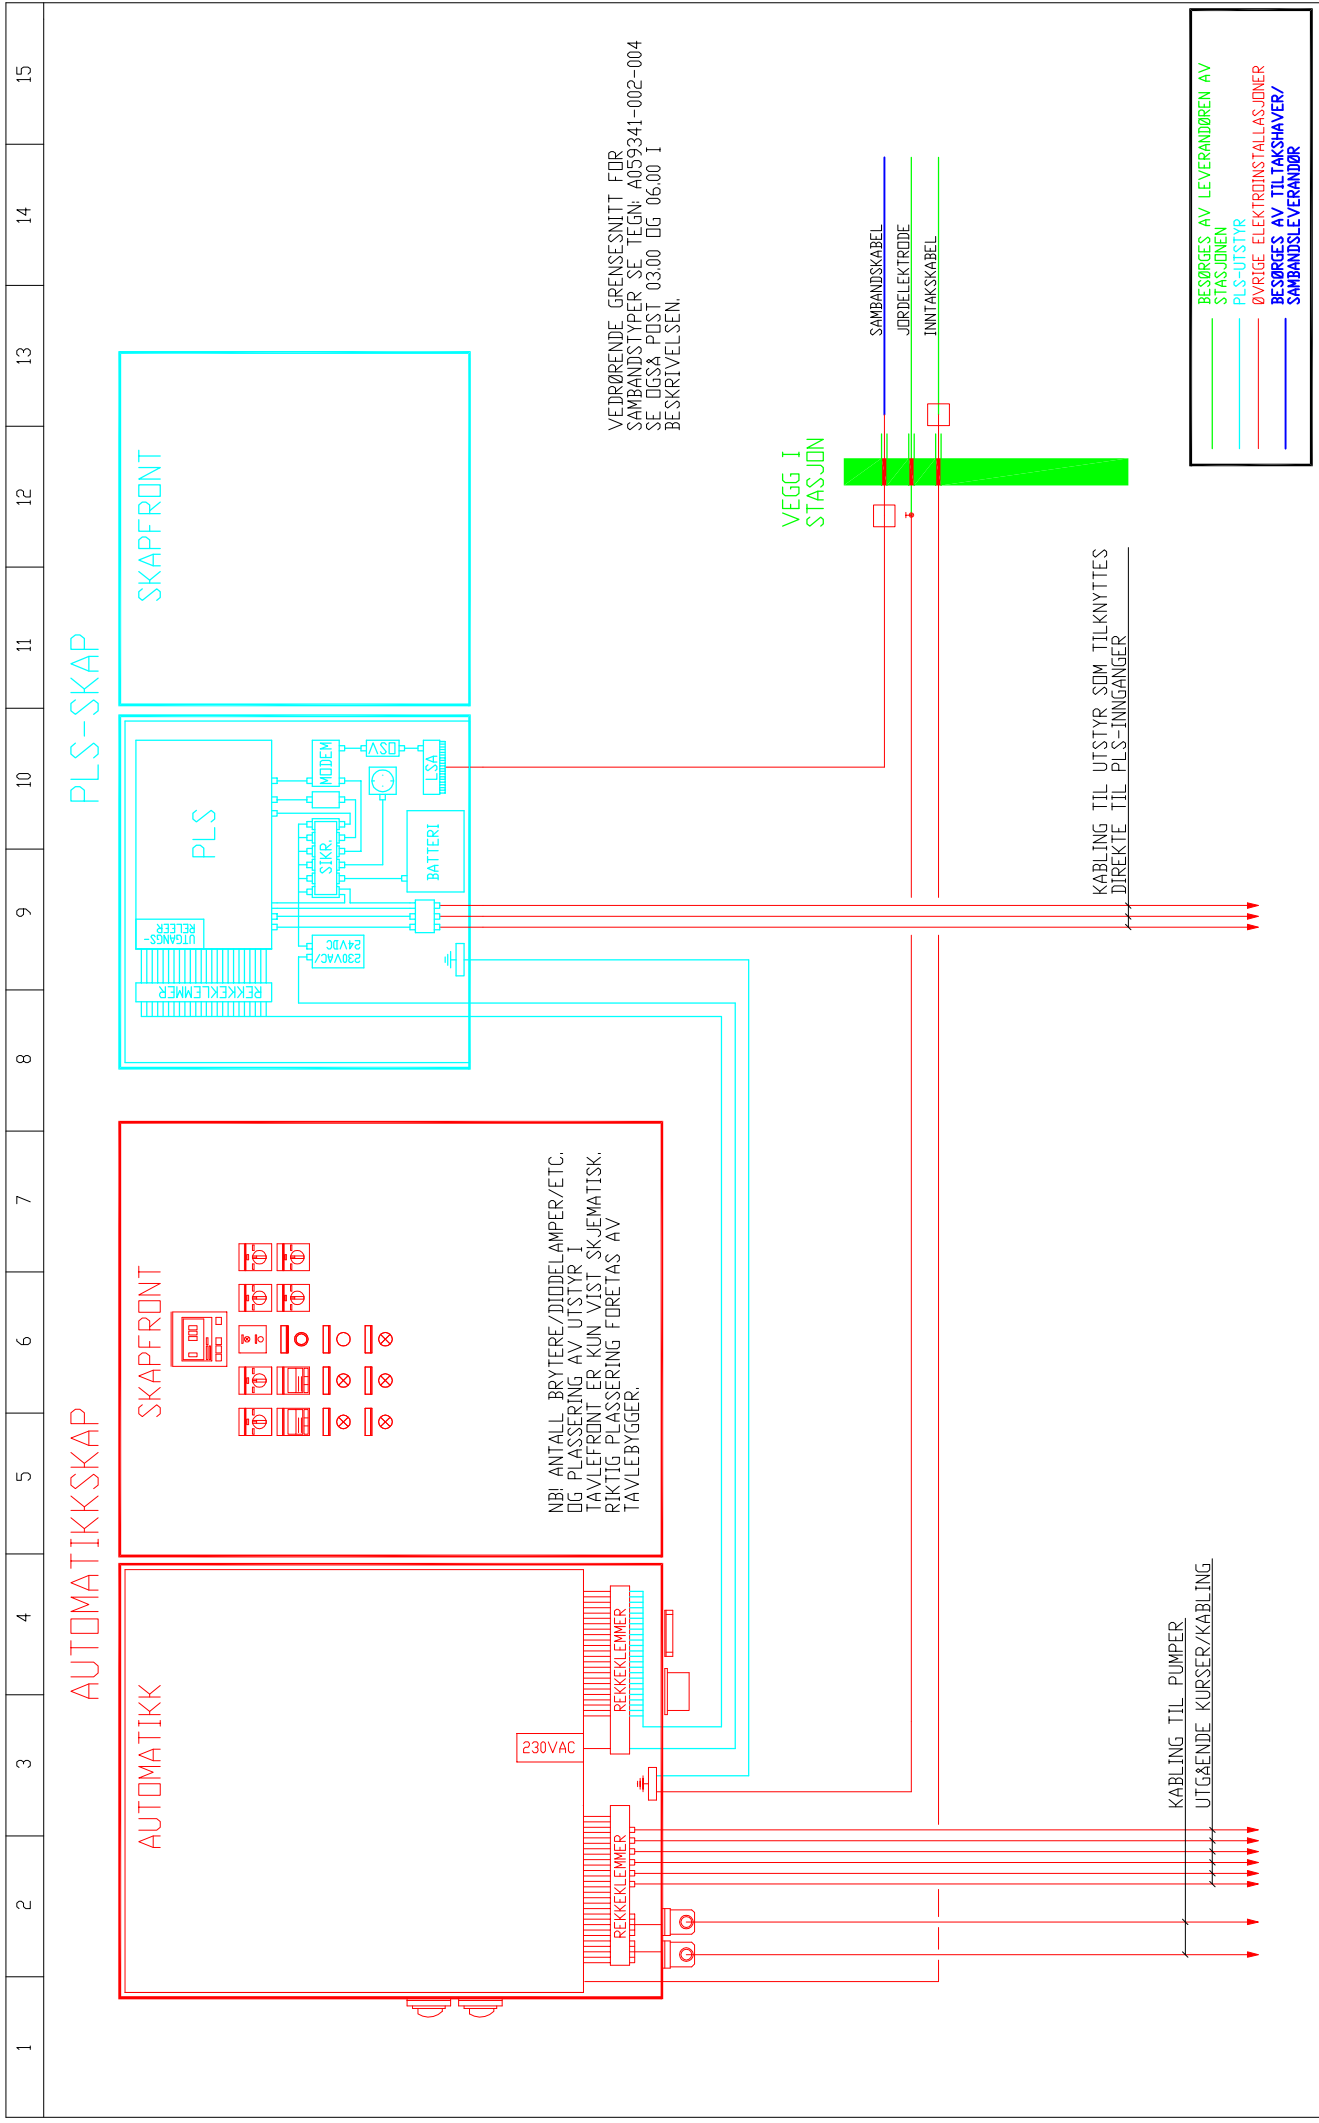 1 2 3 4 5 6 7 8 9 10 11 12 13 14 15
AUTOMATIKKSKAP
PLS-SKAP
AUTOMATIKK
SKAPFRONT
SKAPFRONT
230VAC
REKKEKLEMMER
REKKEKLEMMER
NB! ANTALL BRYTERE/DIODELAMPER/ETC.
OG PLASSERING AV UTSTYR I
TAVLEFRONT ER KUN VIST SKJEMATISK.
RIKTIG PLASSERING FORETAS AV
TAVLEBYGGER.
REKKEKLEMMER
UTGANGS-
RELEER
PLS
230VAC/
24VDC
SIKR.
MODEM
OSV
LSA
BATTERI
VEDRØRENDE GRENSESNITT FOR
SAMBANDSTYPER SE TEGN: A059341-002-004
SE OGSÅ POST 03.00 OG 06.00 I
BESKRIVELSEN.
VEGG I
STASJON
SAMBANDSKABEL
JORDELEKTRODE
INNTAKSKABEL
KABLING TIL UTSTYR SOM TILKNYTTES
DIREKTE TIL PLS-INNGANGER
KABLING TIL PUMPER
UTGÅENDE KURSER/KABLING
BESØRGES AV LEVERANDØREN AV
STASJONEN
PLS-UTSTYR
ØVRIGE ELEKTROINSTALLASJONER
BESØRGES AV TILTAKSHAVER/
SAMBANDSLEVERANDØR